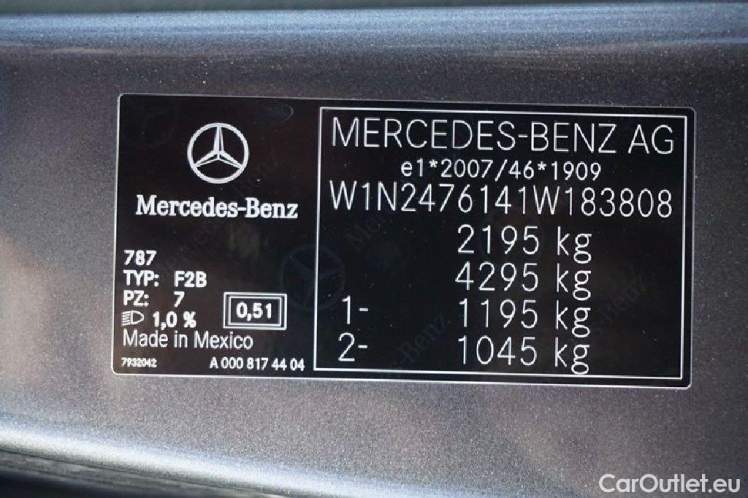 Mercedes-Benz
787
TYP: F2B
PZ: 7
1,0 %
0,51
Made in Mexico
7932042
A 000 817 44 04
MERCEDES-BENZ AG
e1*2007/46*1909
W1N2476141W183808
2195 kg
4295 kg
1- 1195 kg
2- 1045 kg
CarOutlet.eu